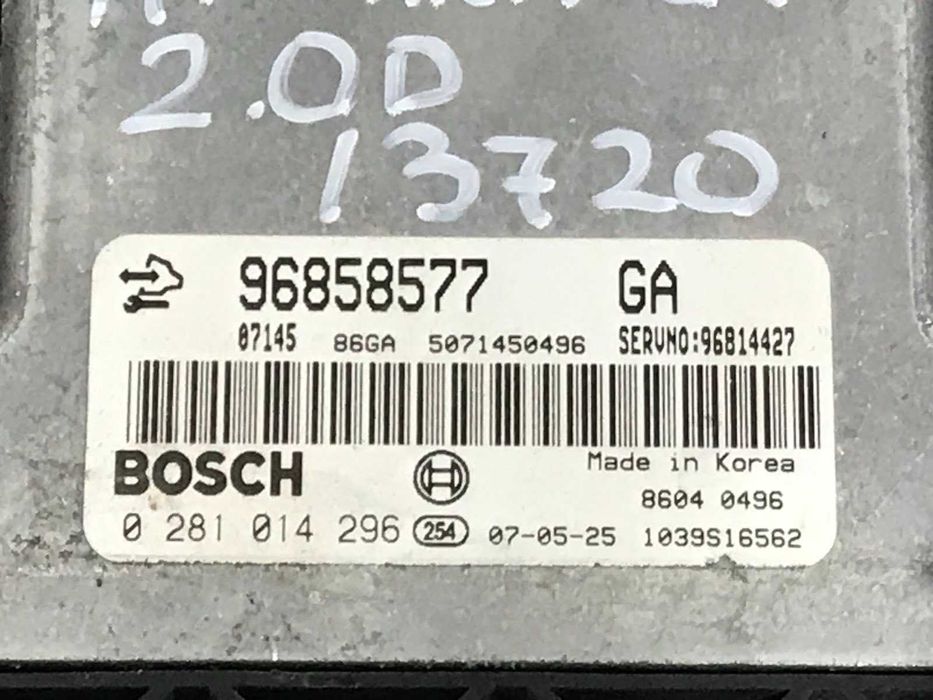 2.0D
13720
96858577 GA
07145 86GA 5071450496 SERVNO:96814427
BOSCH Made in Korea
8604 0496
0 281 014 296 254 07-05-25 1039S16562